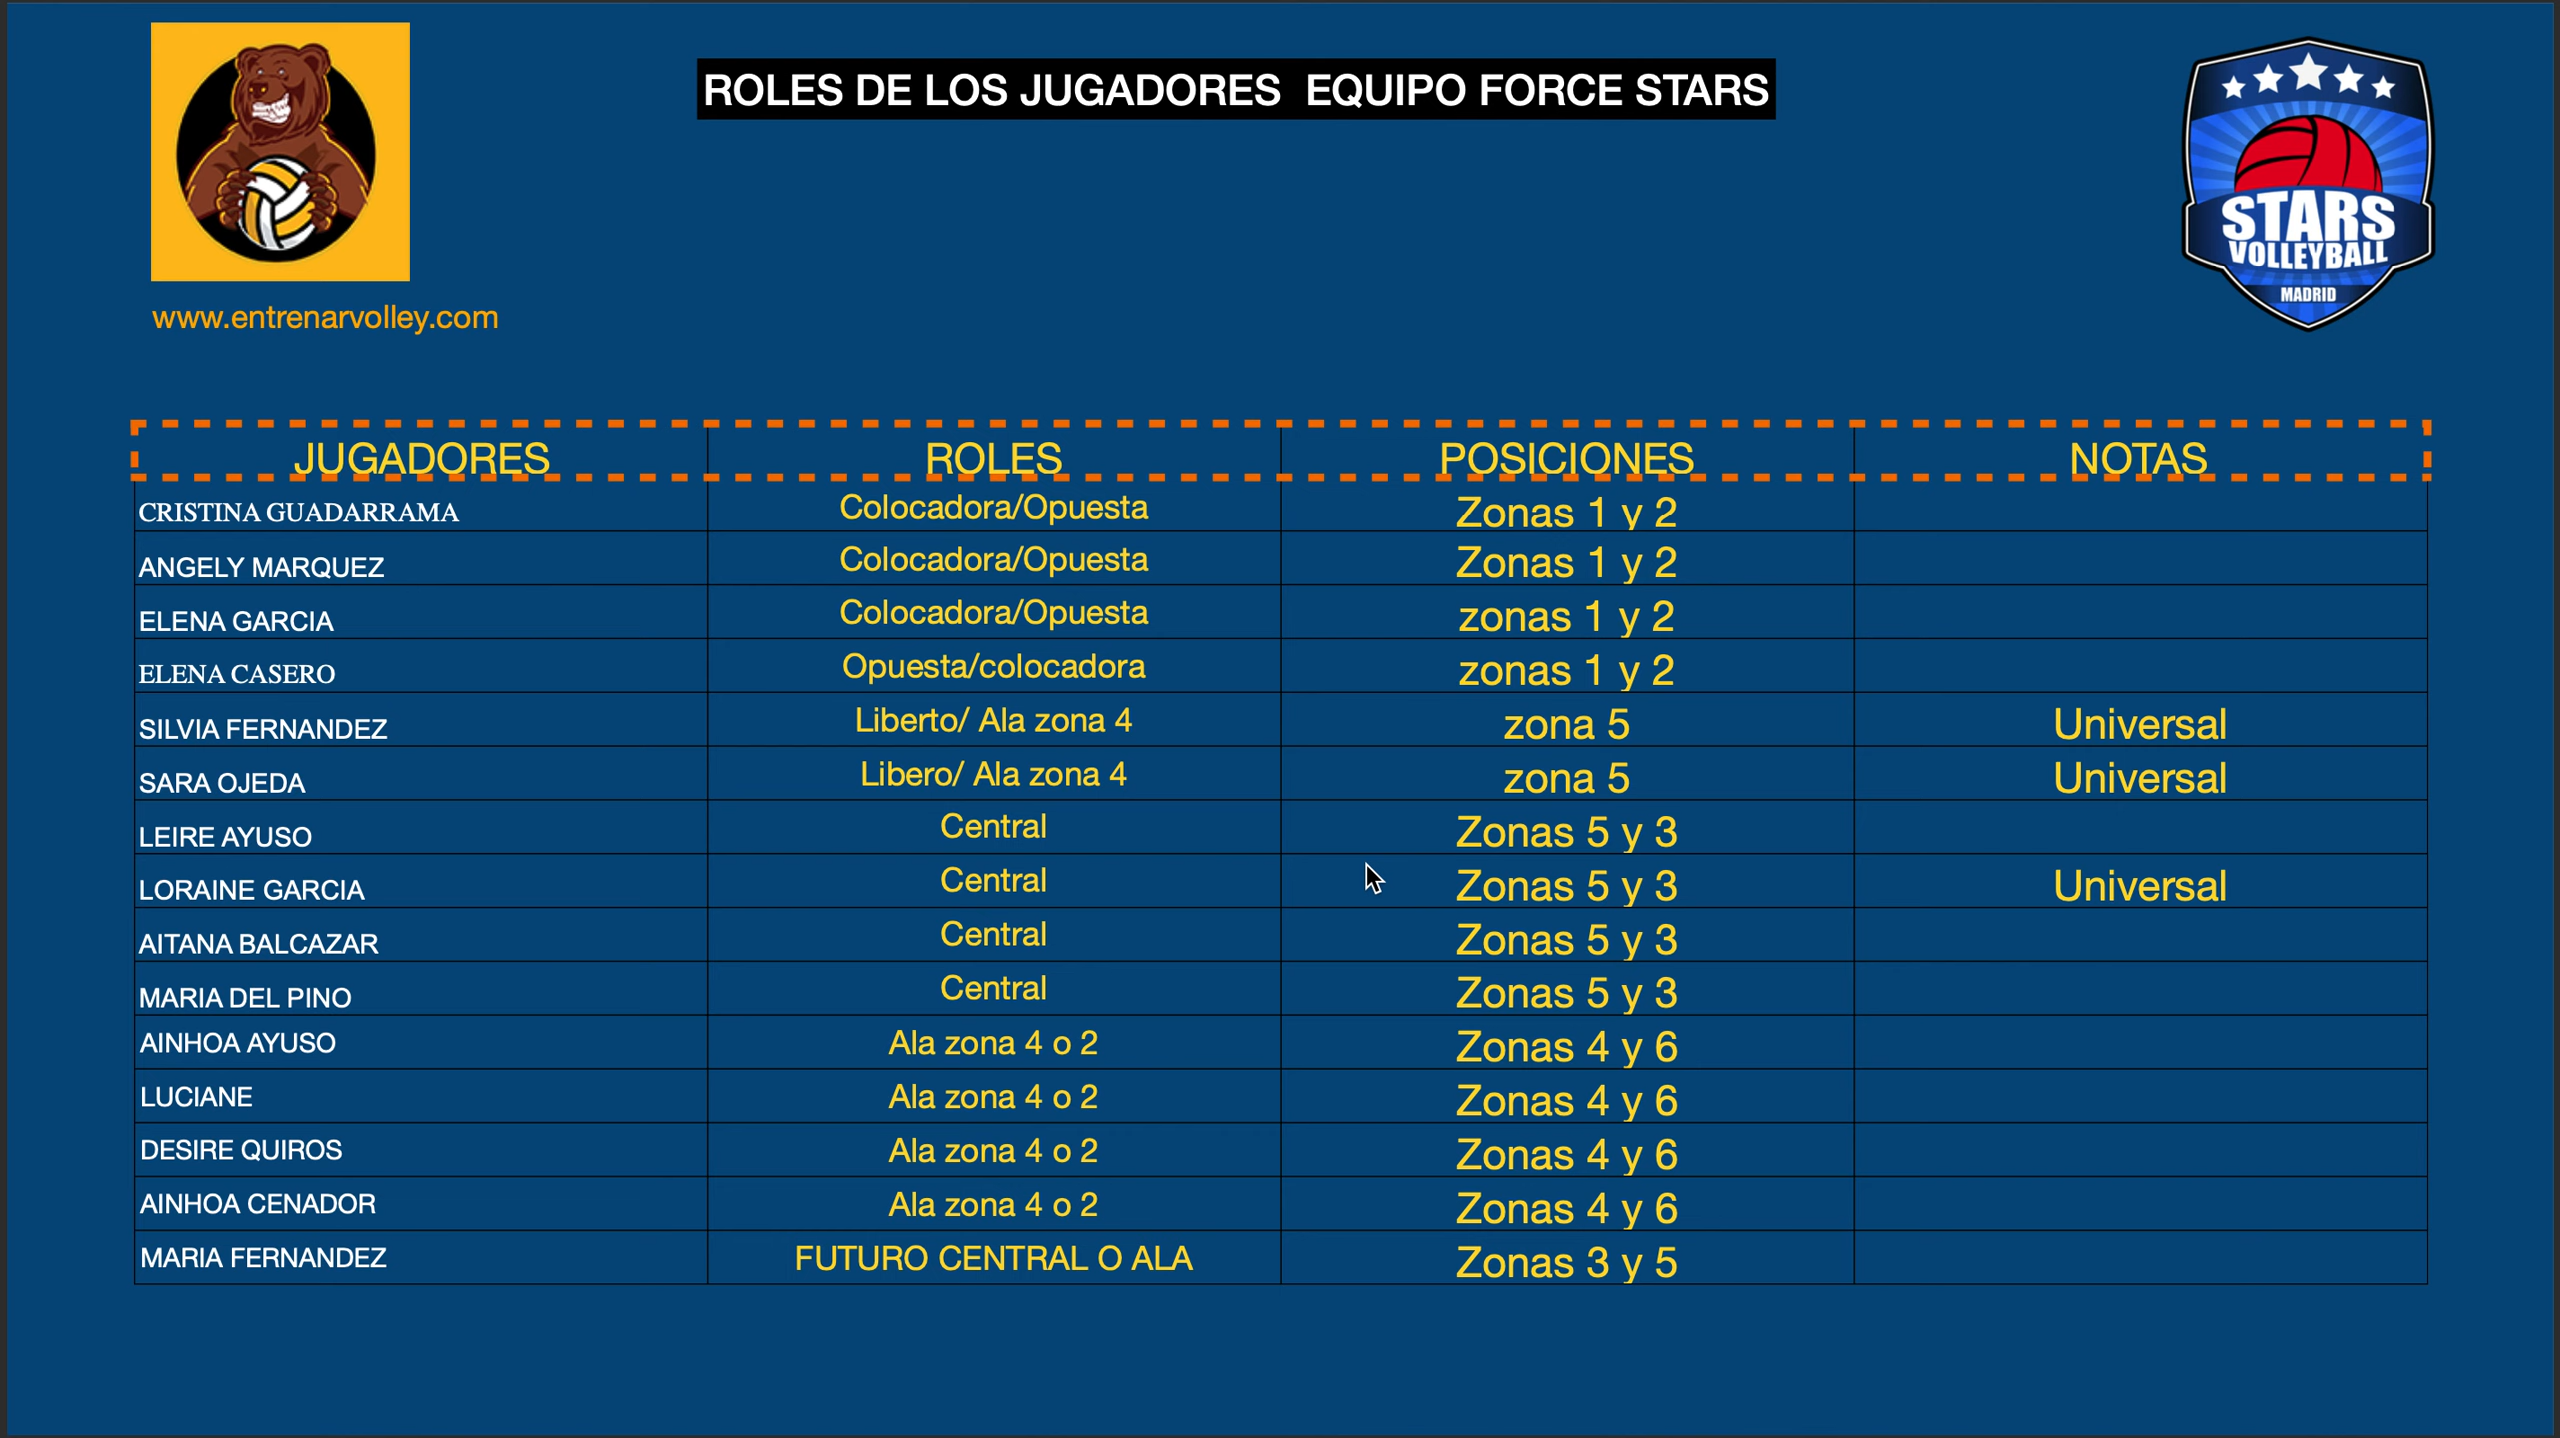 ROLES DE LOS JUGADORES  EQUIPO FORCE STARS
STARS
VOLLEYBALL
MADRID
www.entrenarvolley.com
JUGADORES ROLES POSICIONES NOTAS
CRISTINA GUADARRAMA Colocadora/Opuesta Zonas 1 y 2
ANGELY MARQUEZ Colocadora/Opuesta Zonas 1 y 2
ELENA GARCIA Colocadora/Opuesta zonas 1 y 2
ELENA CASERO Opuesta/colocadora zonas 1 y 2
SILVIA FERNANDEZ Liberto/ Ala zona 4 zona 5 Universal
SARA OJEDA Libero/ Ala zona 4 zona 5 Universal
LEIRE AYUSO Central Zonas 5 y 3
LORAINE GARCIA Central Zonas 5 y 3 Universal
AITANA BALCAZAR Central Zonas 5 y 3
MARIA DEL PINO Central Zonas 5 y 3
AINHOA AYUSO Ala zona 4 o 2 Zonas 4 y 6
LUCIANE Ala zona 4 o 2 Zonas 4 y 6
DESIRE QUIROS Ala zona 4 o 2 Zonas 4 y 6
AINHOA CENADOR Ala zona 4 o 2 Zonas 4 y 6
MARIA FERNANDEZ FUTURO CENTRAL O ALA Zonas 3 y 5